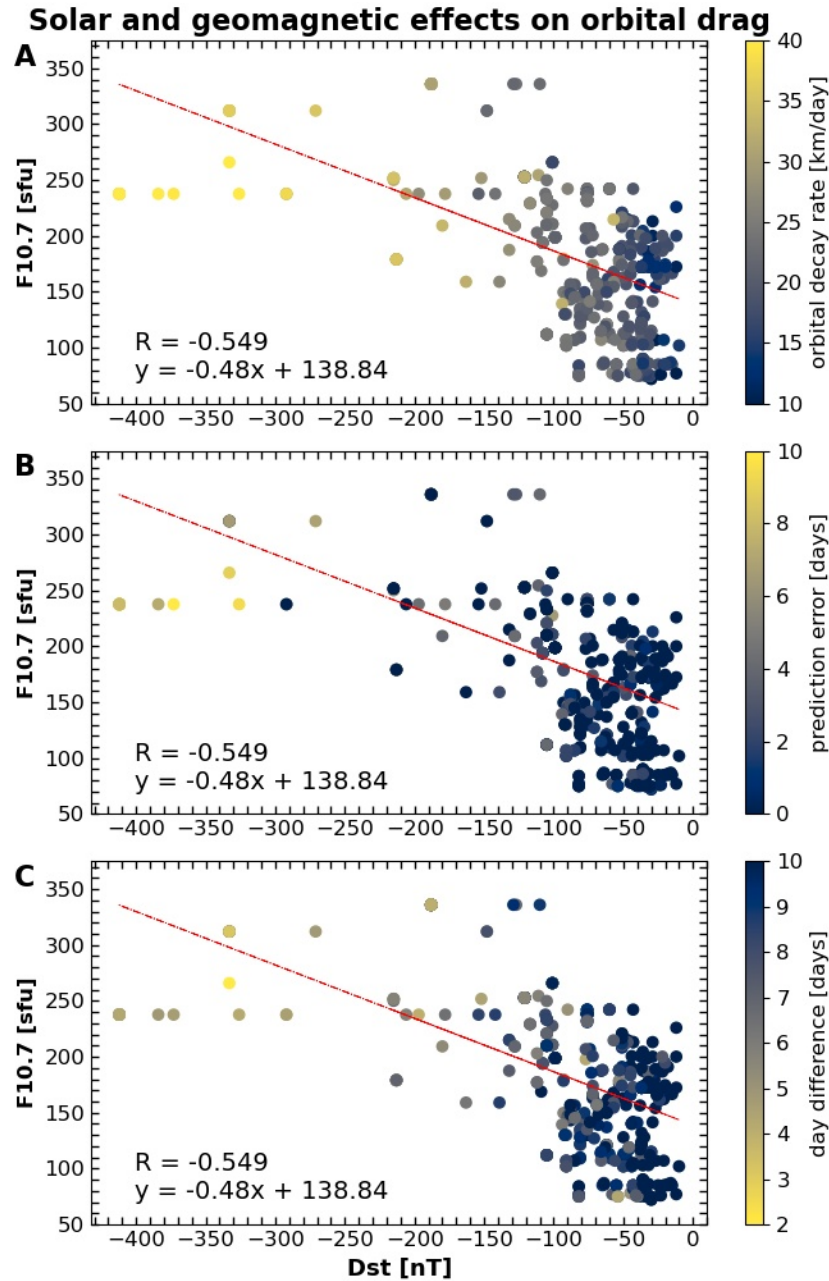 Solar and geomagnetic effects on orbital drag
A
350
300
250
200
150
100
50
F10.7 [sfu]
R = -0.549
y = -0.48x + 138.84
−400 −350 −300 −250 −200 −150 −100 −50 0
40
35
30
25
20
15
10
orbital decay rate [km/day]
B
350
300
250
200
150
100
50
F10.7 [sfu]
R = -0.549
y = -0.48x + 138.84
−400 −350 −300 −250 −200 −150 −100 −50 0
10
8
6
4
2
0
prediction error [days]
C
350
300
250
200
150
100
50
F10.7 [sfu]
R = -0.549
y = -0.48x + 138.84
−400 −350 −300 −250 −200 −150 −100 −50 0
Dst [nT]
10
9
8
7
6
5
4
3
2
day difference [days]